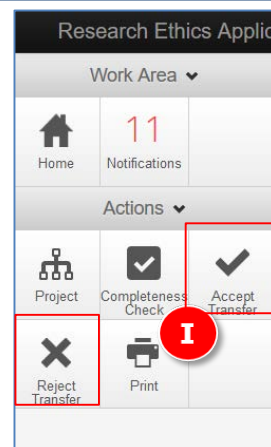 Research Ethics Applic
Work Area
11
Home Notifications
Actions
Project Completeness Check Accept Transfer
I
Reject Transfer Print